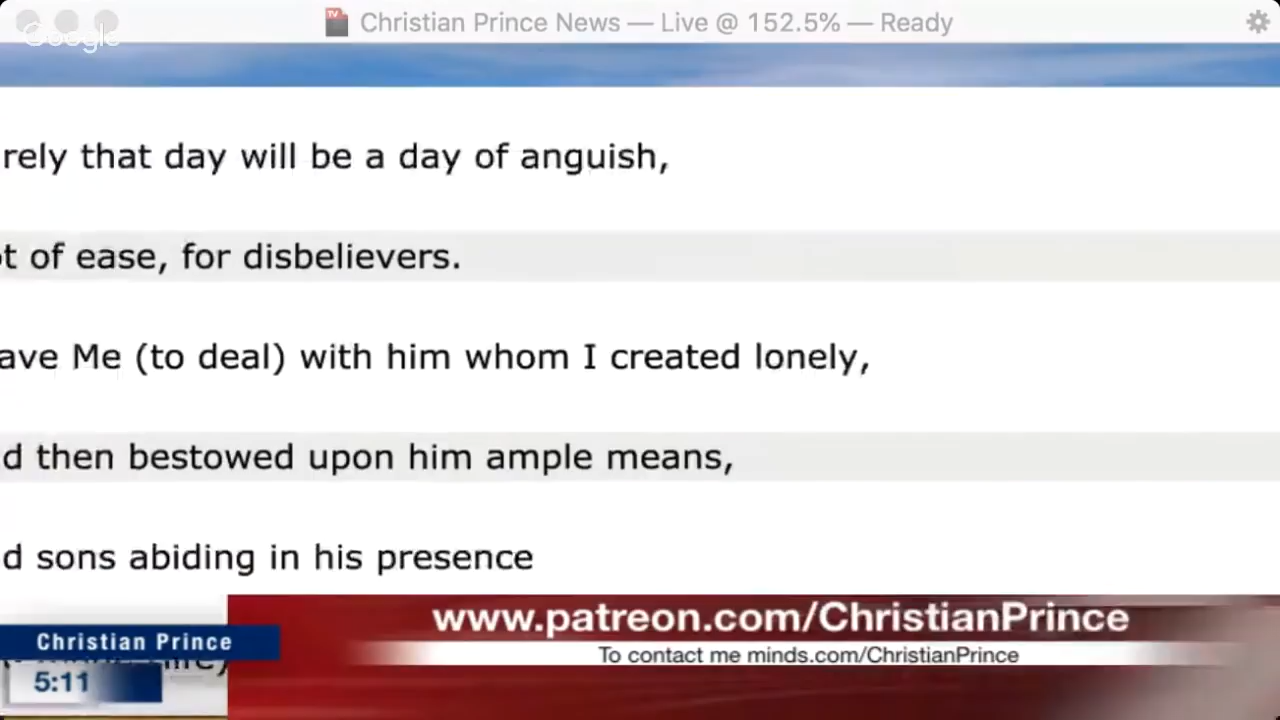 Christian Prince News — Live @ 152.5% — Ready
Google
rely that day will be a day of anguish,
t of ease, for disbelievers.
ave Me (to deal) with him whom I created lonely,
d then bestowed upon him ample means,
d sons abiding in his presence
www.patreon.com/ChristianPrince
Christian Prince
To contact me minds.com/ChristianPrince
5:11